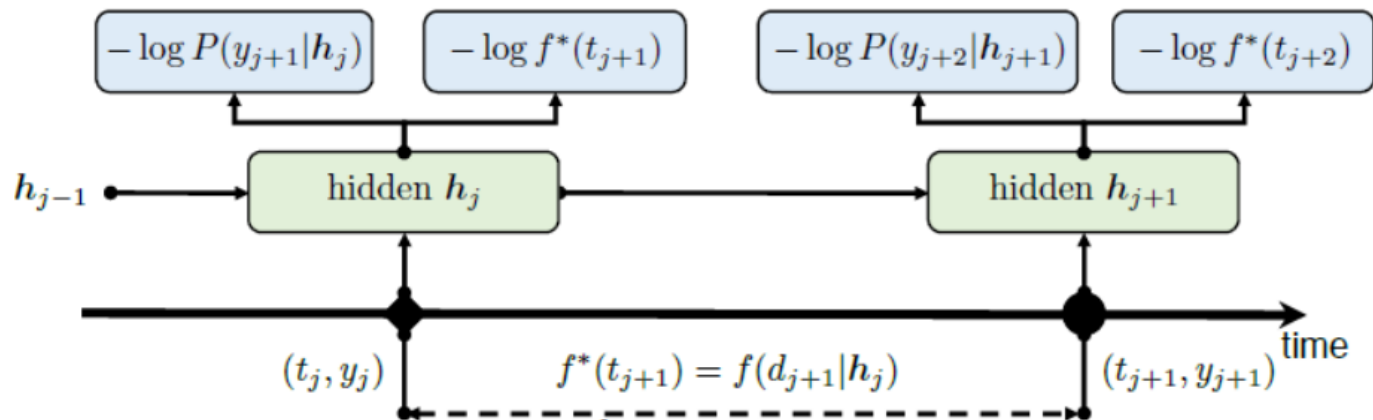 − log P(y_{j+1}|h_j)
− log f*(t_{j+1})
− log P(y_{j+2}|h_{j+1})
− log f*(t_{j+2})
h_{j−1}
hidden h_j
hidden h_{j+1}
time
(t_j, y_j)
f*(t_{j+1}) = f(d_{j+1}|h_j)
(t_{j+1}, y_{j+1})